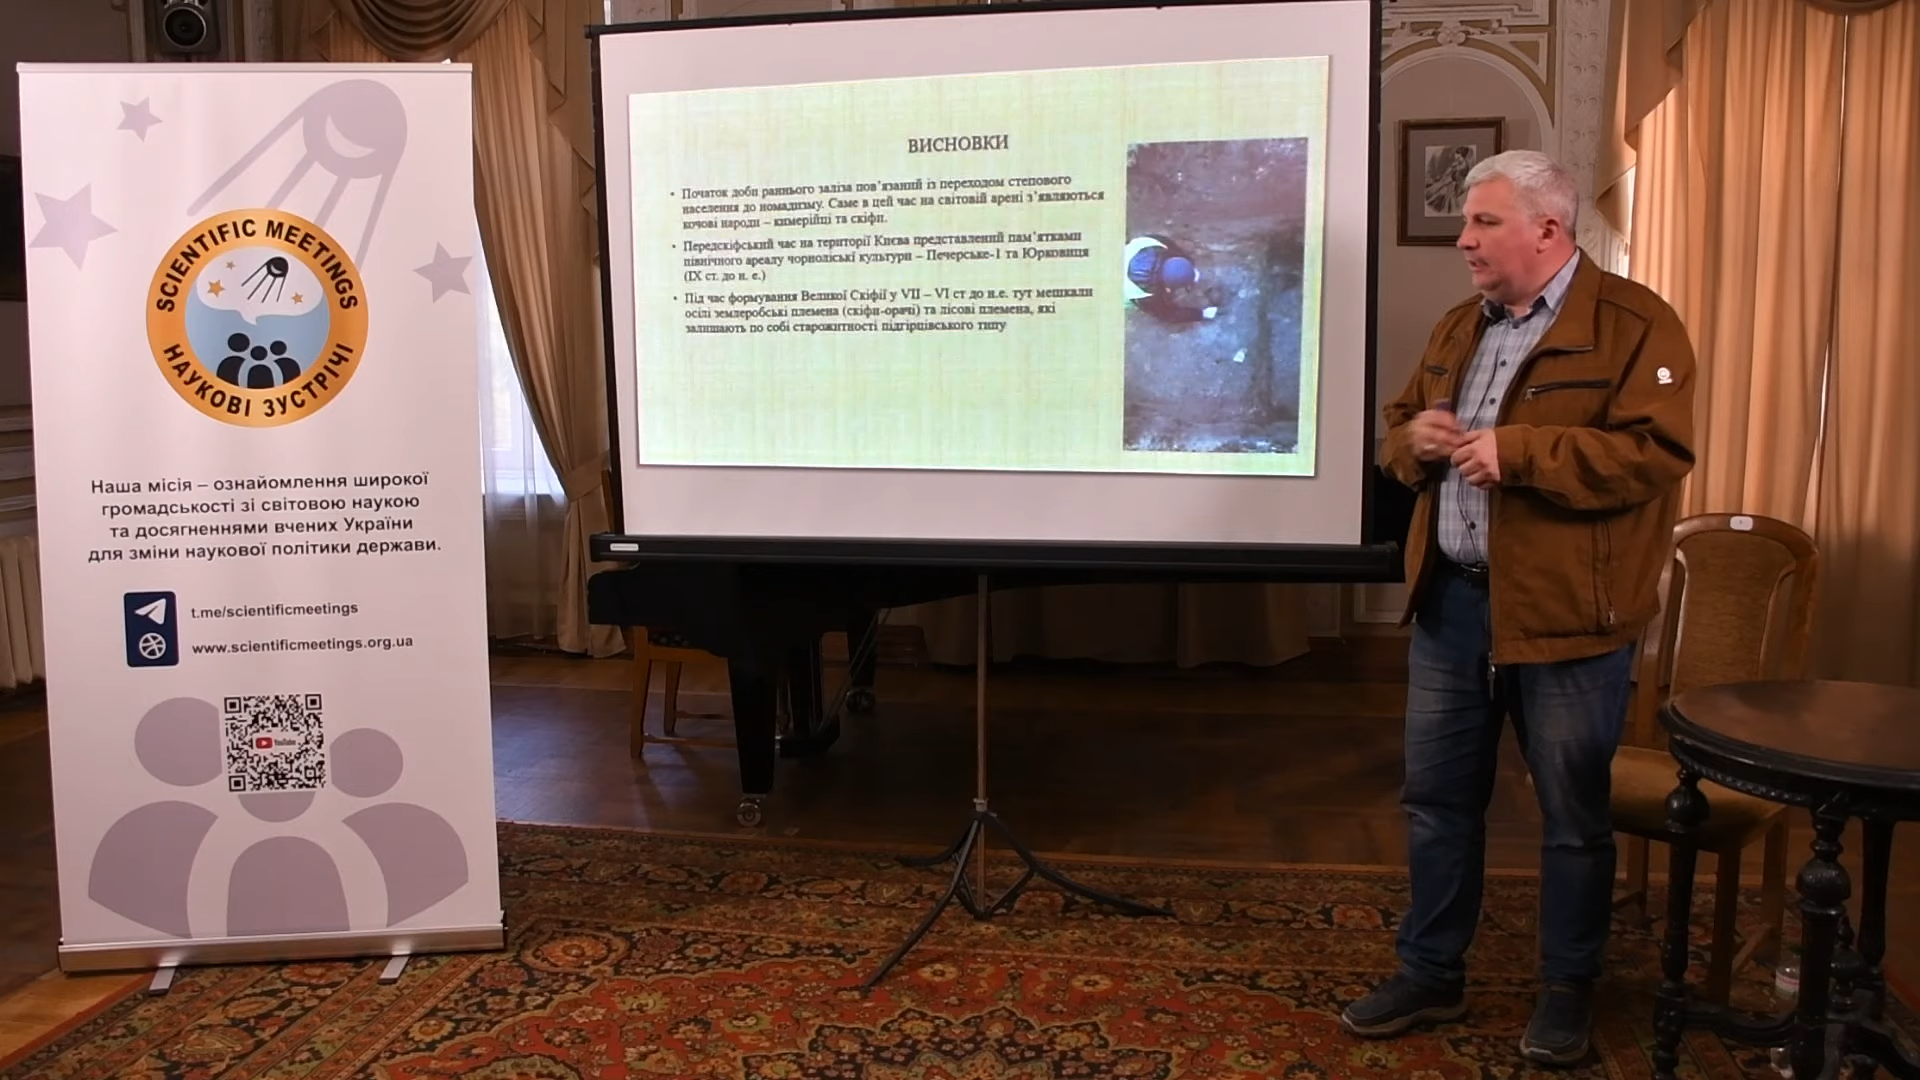 SCIENTIFIC MEETINGS
НАУКОВІ ЗУСТРІЧІ
Наша місія – ознайомлення широкої
громадськості зі світовою наукою
та досягненнями вчених України
для зміни наукової політики держави.
t.me/scientificmeetings
www.scientificmeetings.org.ua
YouTube
ВИСНОВКИ
• Початок доби раннього заліза пов’язаний із переходом степового
населення до номадизму. Саме в цей час на світовій арені з’являються
кочові народи – кимерійці та скіфи.
• Передскіфський час на території Києва представлений пам’ятками
північного ареалу чорноліські культури – Печерське-1 та Юрковиця
(IX ст. до н. е.)
• Під час формування Великої Скіфії у VII – VI ст до н.е. тут мешкали
осілі землеробські племена (скіфи-орачі) та лісові племена, які
залишають по собі старожитності підгірцівського типу